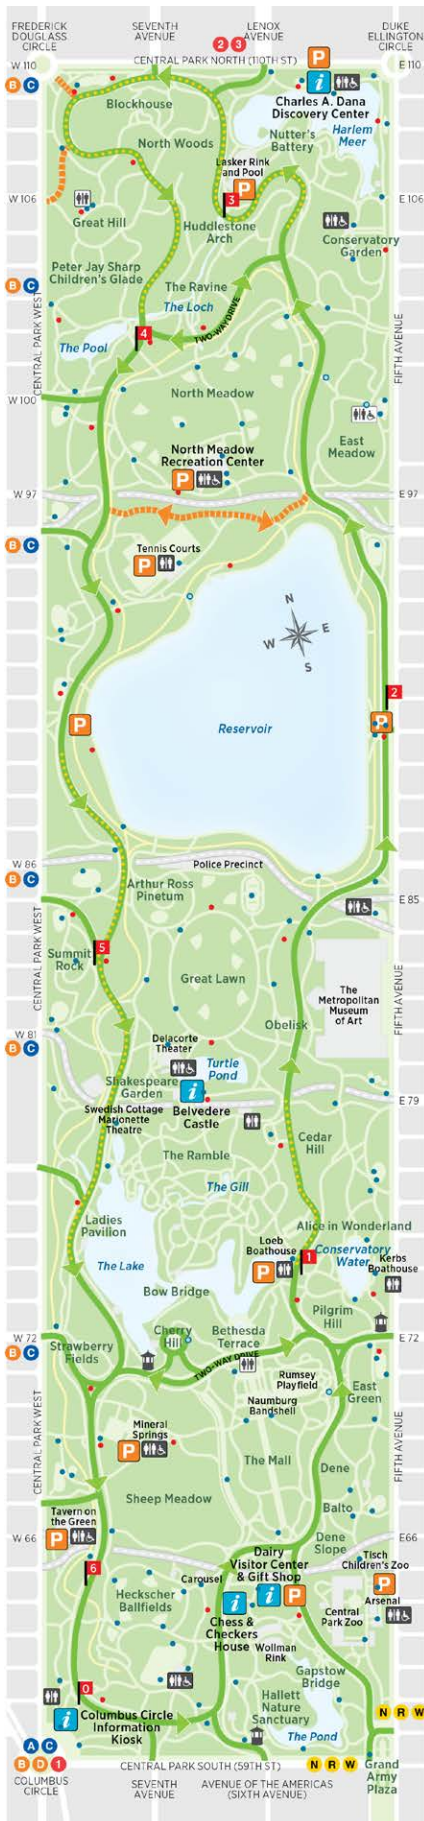 FREDERICK
DOUGLASS
CIRCLE
SEVENTH
AVENUE
LENOX
AVENUE
DUKE
ELLINGTON
CIRCLE
2 3
P
CENTRAL PARK NORTH (110TH ST)
W 110
E 110
B C
i
Blockhouse
Charles A. Dana
Discovery Center
North Woods
Nutter's
Battery
Harlem
Meer
Lasker Rink
and Pool
P
3
W 106
E 106
Great Hill
Huddlestone
Arch
Conservatory
Garden
Peter Jay Sharp
Children's Glade
The Ravine
B C
The Loch
CENTRAL PARK WEST
FIFTH AVENUE
4
TWO-WAY DRIVE
The Pool
W 100
North Meadow
East
Meadow
North Meadow
Recreation Center
P
W 97
E 97
B C
Tennis Courts
P
N
W E
S
2
P
P
Reservoir
W 86
Police Precinct
B C
Arthur Ross
Pinetum
E 85
CENTRAL PARK WEST
5
Summit
Rock
Great Lawn
The
Metropolitan
Museum
of Art
FIFTH AVENUE
Obelisk
W 81
B C
Delacorte
Theater
Turtle
Pond
Shakespeare
Garden
i
E 79
Swedish Cottage
Marionette
Theatre
Belvedere
Castle
Cedar
Hill
The Ramble
The Gill
Ladies
Pavilion
Alice in Wonderland
Loeb
Boathouse
1
Conservatory
Water
Kerbs
Boathouse
The Lake
P
Bow Bridge
Pilgrim
Hill
Cherry
Hill
Bethesda
Terrace
W 72
E 72
B C
Strawberry
Fields
TWO-WAY DRIVE
Rumsey
Playfield
East
Green
Naumburg
Bandshell
CENTRAL PARK WEST
FIFTH AVENUE
Mineral
Springs
P
The Mall
Dene
Sheep Meadow
Balto
Tavern on
the Green
W 66
P
E66
Dene
Slope
Dairy
Visitor Center
& Gift Shop
Tisch
Children's Zoo
6
Carousel
i P
P
Heckscher
Ballfields
i
Arsenal
Chess &
Checkers
House
Central
Park Zoo
Wollman
Rink
Gapstow
Bridge
0
Hallett
Nature
Sanctuary
i
Columbus Circle
Information
Kiosk
N R W
The Pond
A C
B D 1
CENTRAL PARK SOUTH (59TH ST)
N R W
Grand
Army
Plaza
COLUMBUS
CIRCLE
SEVENTH
AVENUE
AVENUE OF THE AMERICAS
(SIXTH AVENUE)